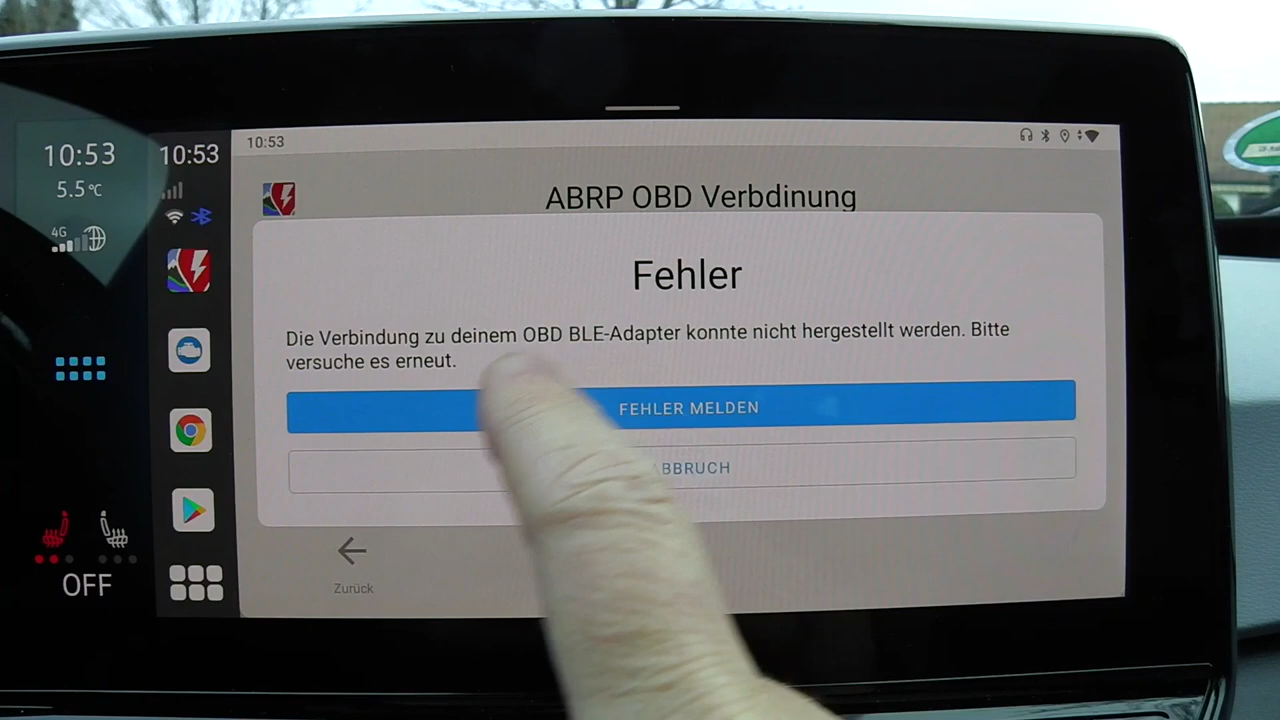 10:53
5.5°C
4G
OFF
10:53
10:53
ABRP OBD Verbdinung
Fehler
Die Verbindung zu deinem OBD BLE-Adapter konnte nicht hergestellt werden. Bitte
versuche es erneut.
FEHLER MELDEN
BBRUCH
Zurück